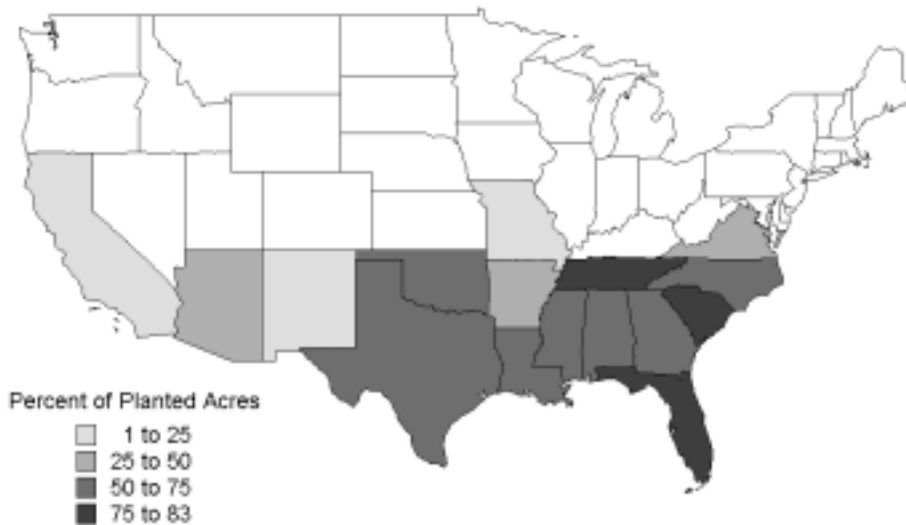 Percent of Planted Acres
1 to 25
25 to 50
50 to 75
75 to 83